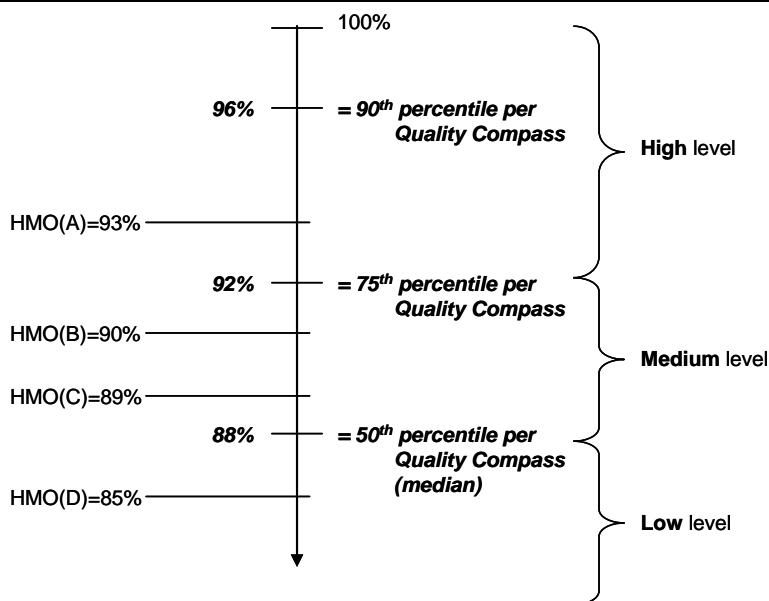 100%
96%
= 90th percentile per
Quality Compass
High level
HMO(A)=93%
92%
= 75th percentile per
Quality Compass
HMO(B)=90%
Medium level
HMO(C)=89%
88%
= 50th percentile per
Quality Compass
(median)
HMO(D)=85%
Low level